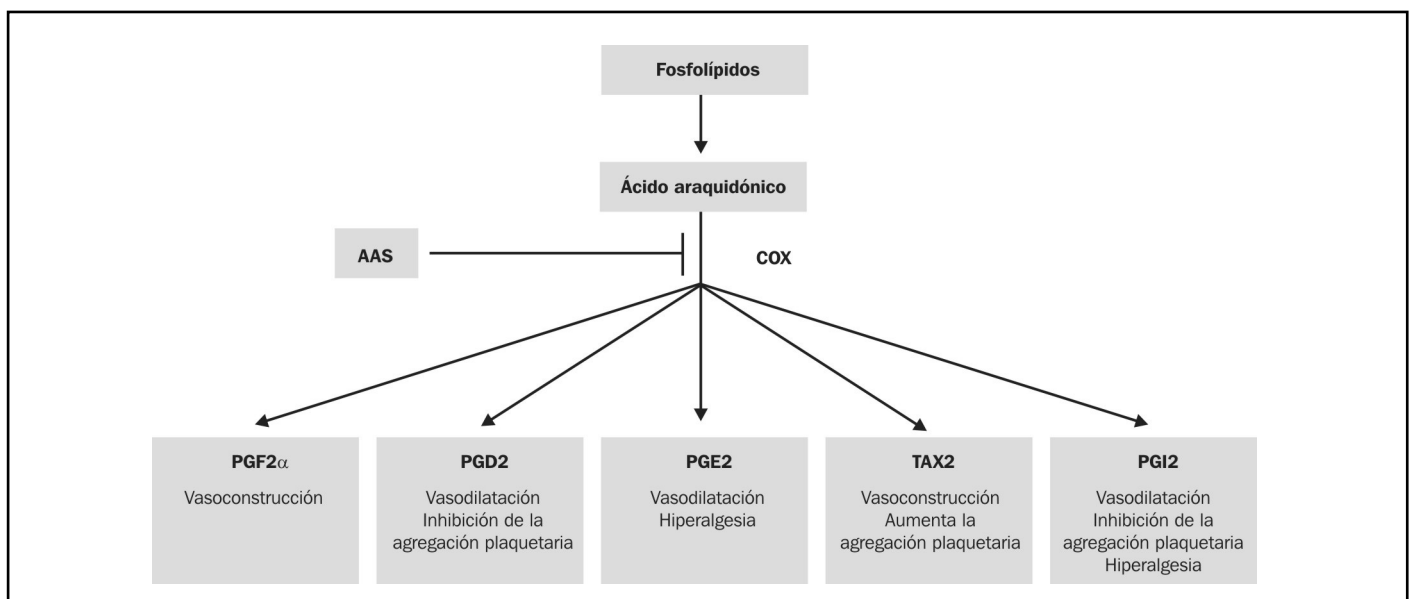 Fosfolípidos
Ácido araquidónico
AAS
COX
PGF2α
Vasoconstrucción
PGD2
Vasodilatación
Inhibición de la
agregación plaquetaria
PGE2
Vasodilatación
Hiperalgesia
TAX2
Vasoconstrucción
Aumenta la
agregación plaquetaria
PGI2
Vasodilatación
Inhibición de la
agregación plaquetaria
Hiperalgesia